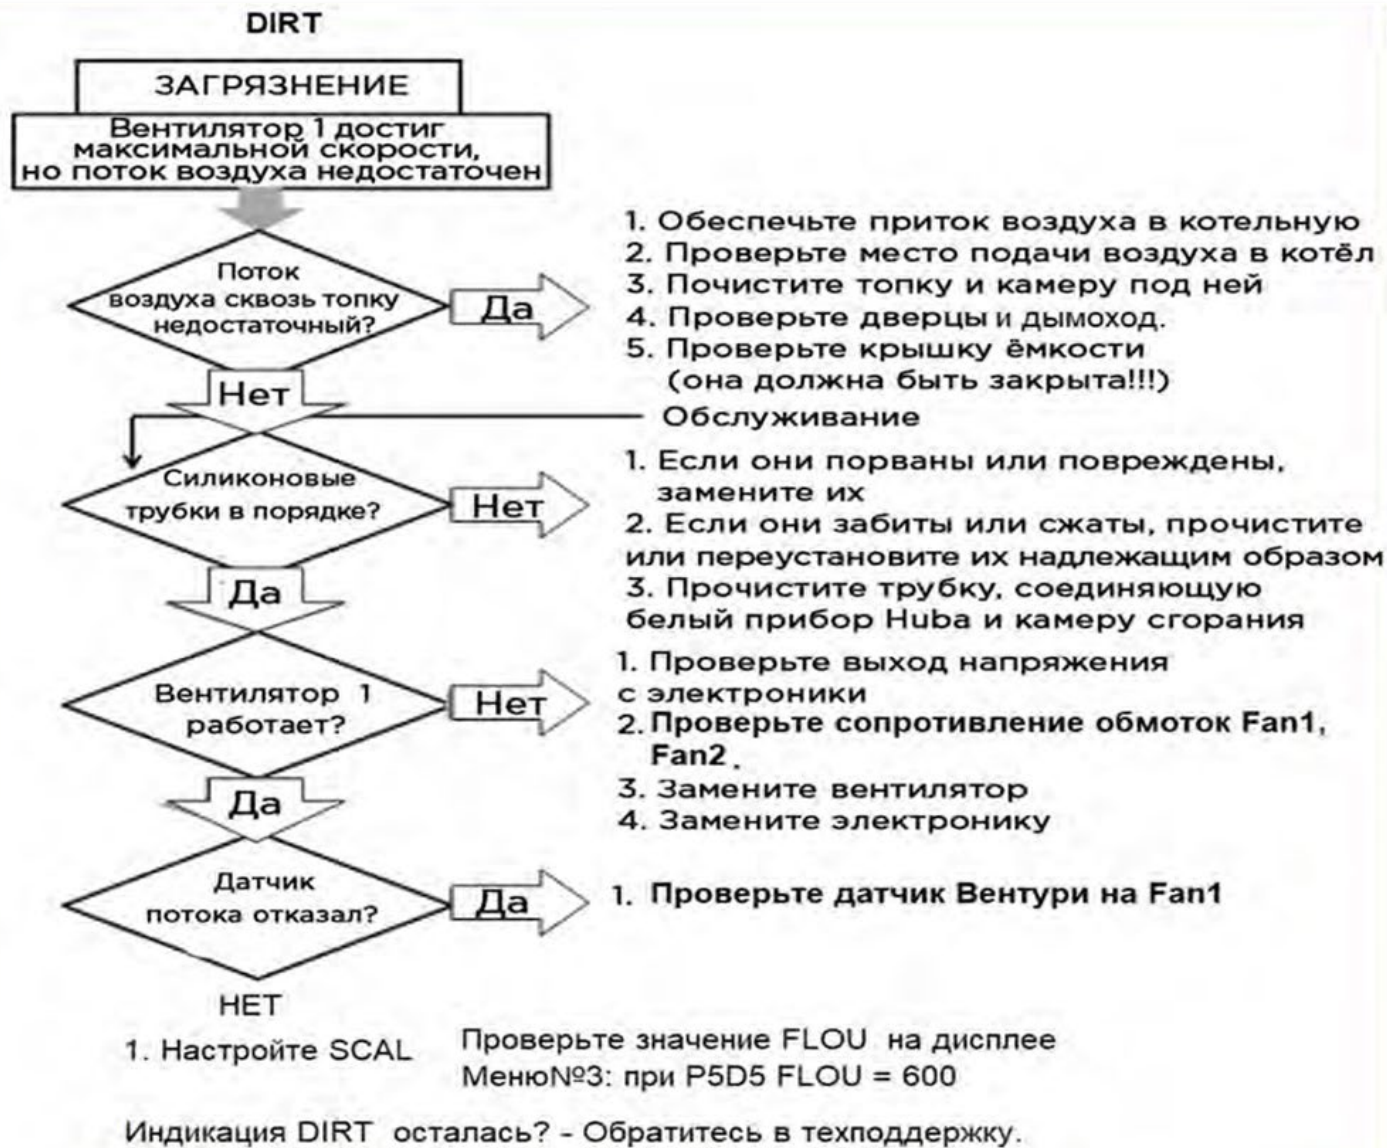 DIRT
ЗАГРЯЗНЕНИЕ
Вентилятор 1 достиг
максимальной скорости,
но поток воздуха недостаточен
Поток
воздуха сквозь топку
недостаточный?
Да
1. Обеспечьте приток воздуха в котельную
2. Проверьте место подачи воздуха в котёл
3. Почистите топку и камеру под ней
4. Проверьте дверцы и дымоход.
5. Проверьте крышку ёмкости
(она должна быть закрыта!!!)
Нет
Обслуживание
Силиконовые
трубки в порядке?
Нет
1. Если они порваны или повреждены,
замените их
2. Если они забиты или сжаты, прочистите
или переустановите их надлежащим образом
3. Прочистите трубку, соединяющую
белый прибор Huba и камеру сгорания
Да
Вентилятор 1
работает?
Нет
1. Проверьте выход напряжения
с электроники
2. Проверьте сопротивление обмоток Fan1,
Fan2.
3. Замените вентилятор
4. Замените электронику
Да
Датчик
потока отказал?
Да
1. Проверьте датчик Вентури на Fan1
НЕТ
1. Настройте SCAL
Проверьте значение FLOU на дисплее
Меню№3: при P5D5 FLOU = 600
Индикация DIRT осталась? - Обратитесь в техподдержку.